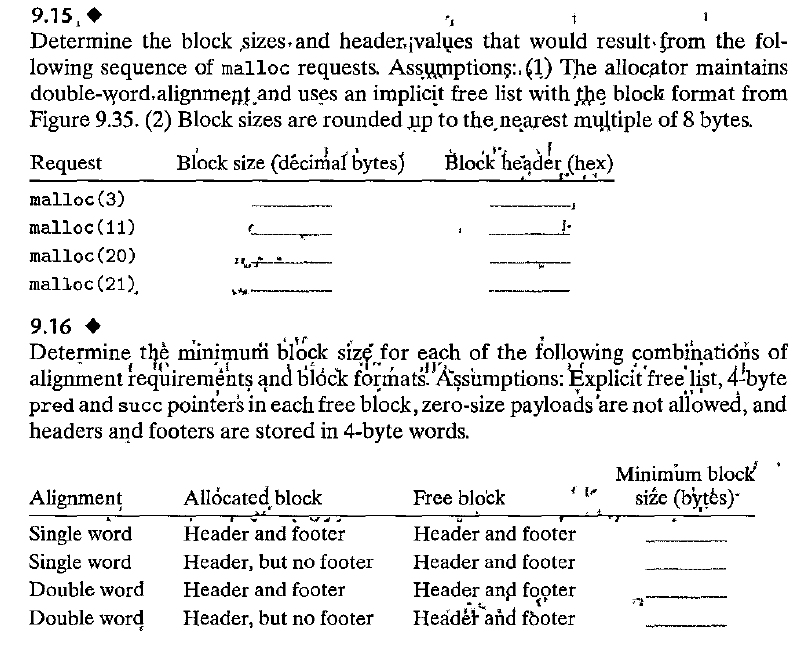 9.15 ◆
Determine the block sizes and header values that would result from the fol-
lowing sequence of malloc requests. Assumptions: (1) The allocator maintains
double-word alignment and uses an implicit free list with the block format from
Figure 9.35. (2) Block sizes are rounded up to the nearest multiple of 8 bytes.
Request Block size (decimal bytes) Block header (hex)
malloc(3)
malloc(11)
malloc(20)
malloc(21)
9.16 ◆
Determine the minimum block size for each of the following combinations of
alignment requirements and block formats. Assumptions: Explicit free list, 4-byte
pred and succ pointers in each free block, zero-size payloads are not allowed, and
headers and footers are stored in 4-byte words.
Minimum block
Alignment Allocated block Free block size (bytes)
Single word Header and footer Header and footer
Single word Header, but no footer Header and footer
Double word Header and footer Header and footer
Double word Header, but no footer Header and footer